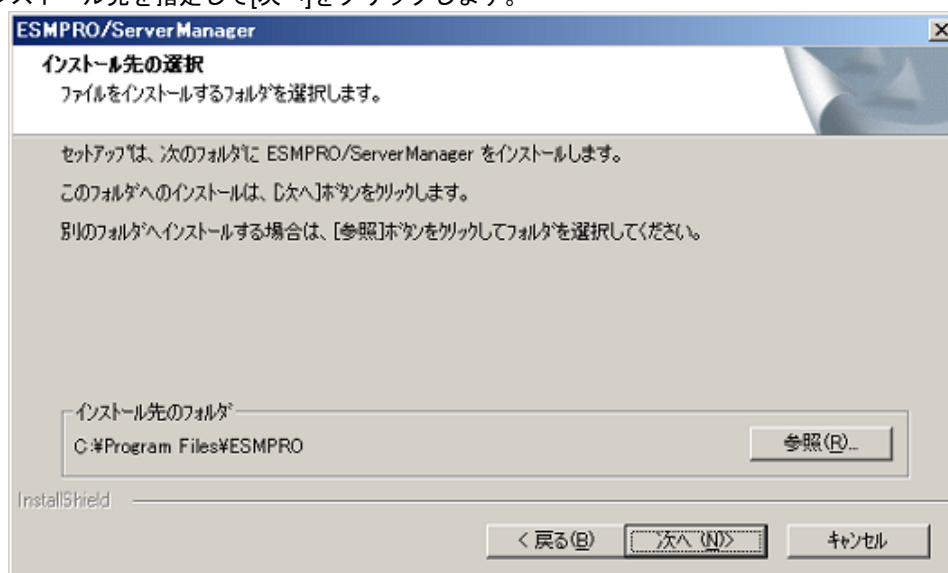 ストール先を指定して[次へ]をクリックします。
ESMPRO/ServerManager
インストール先の選択
ファイルをインストールするフォルダを選択します。
セットアップは、次のフォルダに ESMPRO/ServerManager をインストールします。
このフォルダへのインストールは、[次へ]ボタンをクリックします。
別のフォルダへインストールする場合は、[参照]ボタンをクリックしてフォルダを選択してください。
インストール先のフォルダ
C:¥Program Files¥ESMPRO
参照(R)...
InstallShield
< 戻る(B)
次へ(N)>
キャンセル